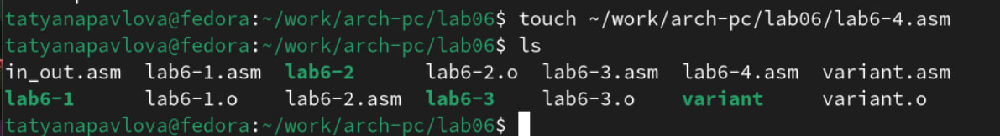 tatyanapavlova@fedora:~/work/arch-pc/lab06$ touch ~/work/arch-pc/lab06/lab6-4.asm
tatyanapavlova@fedora:~/work/arch-pc/lab06$ ls
in_out.asm lab6-1.asm lab6-2 lab6-2.o lab6-3.asm lab6-4.asm variant.asm
lab6-1 lab6-1.o lab6-2.asm lab6-3 lab6-3.o variant variant.o
tatyanapavlova@fedora:~/work/arch-pc/lab06$